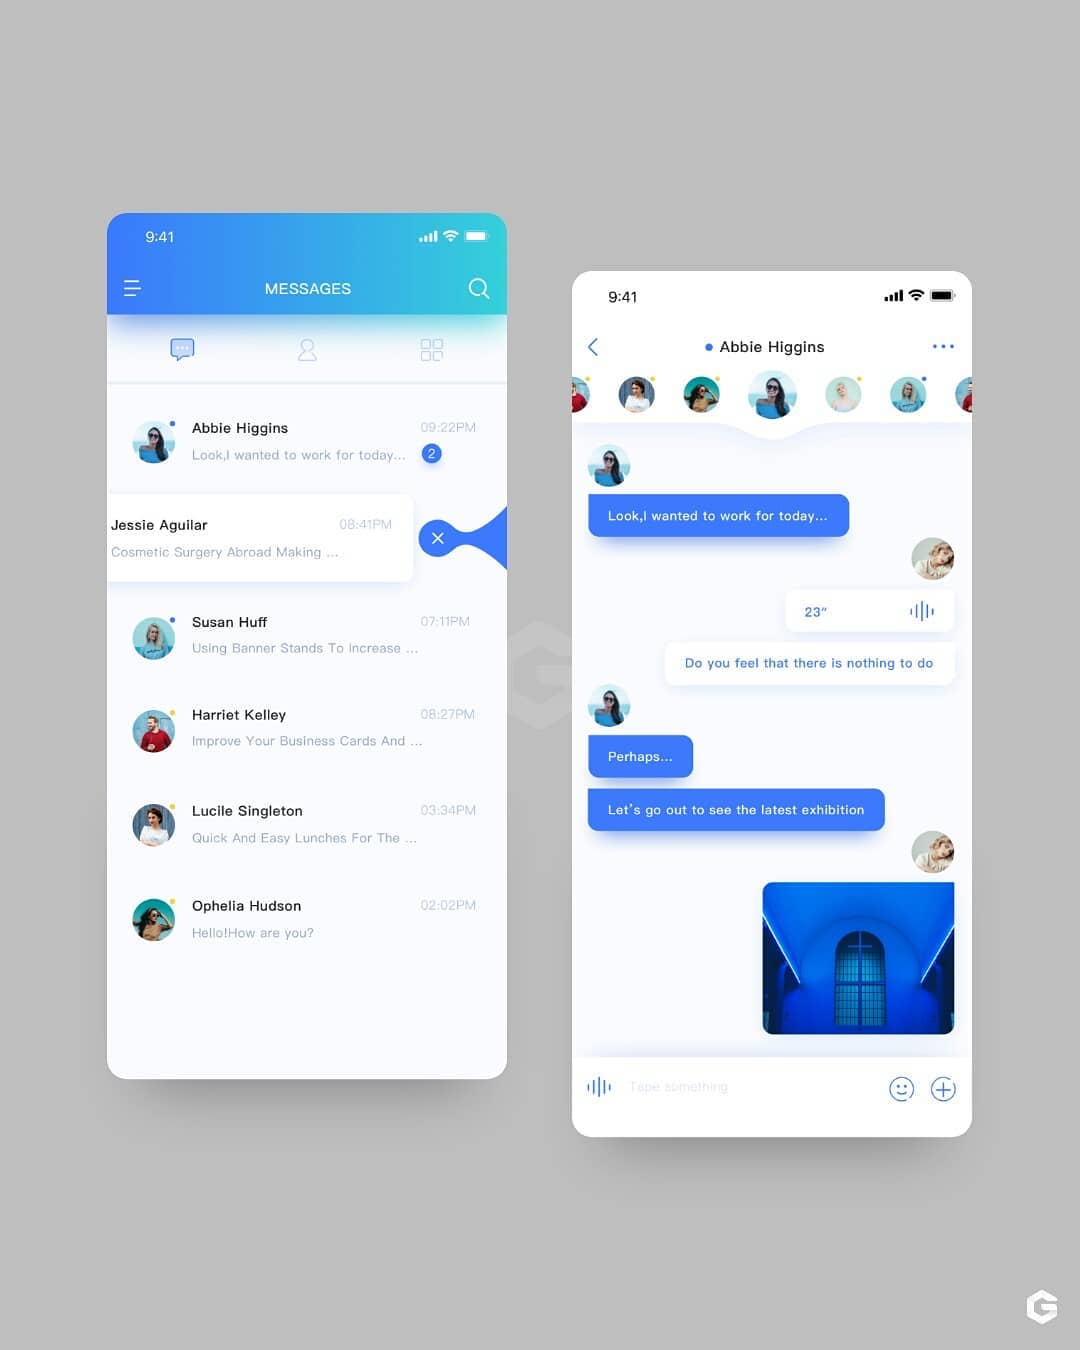 9:41
MESSAGES
Abbie Higgins
09:22PM
Look,I wanted to work for today...
2
Jessie Aguilar
08:41PM
Cosmetic Surgery Abroad Making ...
Susan Huff
07:11PM
Using Banner Stands To Increase ...
Harriet Kelley
08:27PM
Improve Your Business Cards And ...
Lucile Singleton
03:34PM
Quick And Easy Lunches For The ...
Ophelia Hudson
02:02PM
Hello!How are you?
9:41
Abbie Higgins
Look,I wanted to work for today...
23"
Do you feel that there is nothing to do
Perhaps...
Let's go out to see the latest exhibition
Tape something